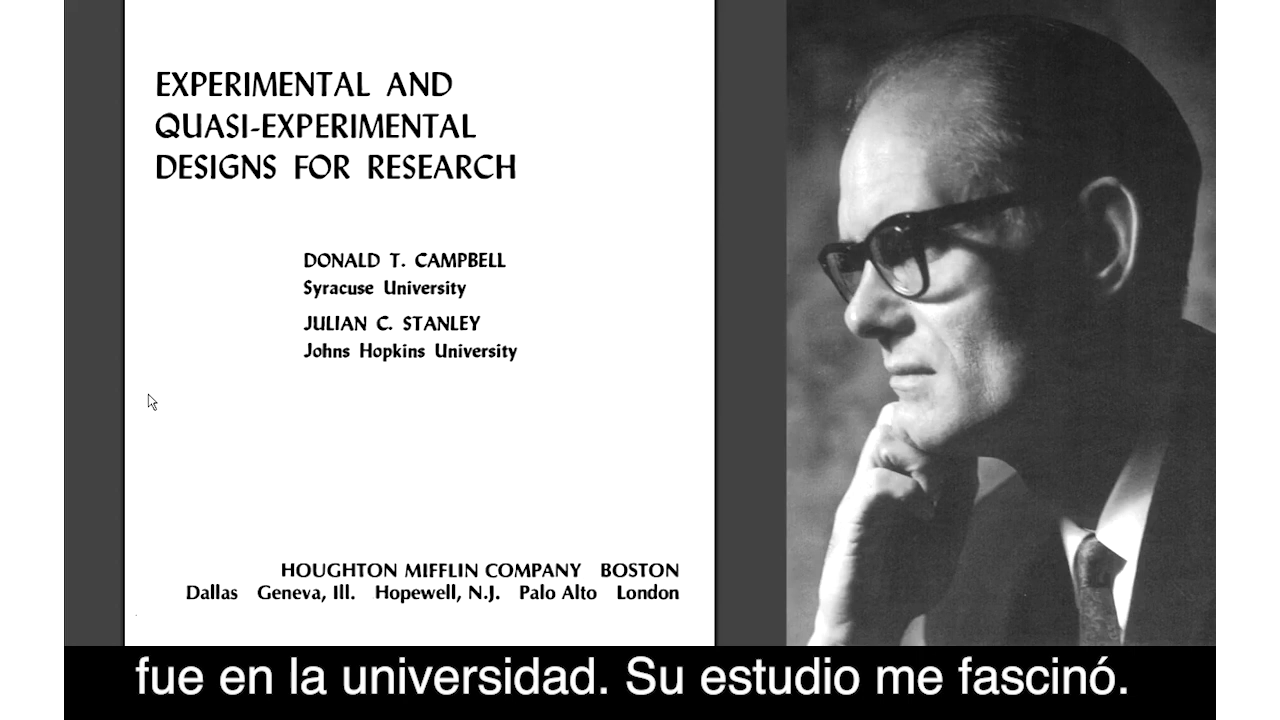 EXPERIMENTAL AND
QUASI-EXPERIMENTAL
DESIGNS FOR RESEARCH
DONALD T. CAMPBELL
Syracuse University
JULIAN C. STANLEY
Johns Hopkins University
HOUGHTON MIFFLIN COMPANY BOSTON
Dallas Geneva, Ill. Hopewell, N.J. Palo Alto London
fue en la universidad. Su estudio me fascinó.